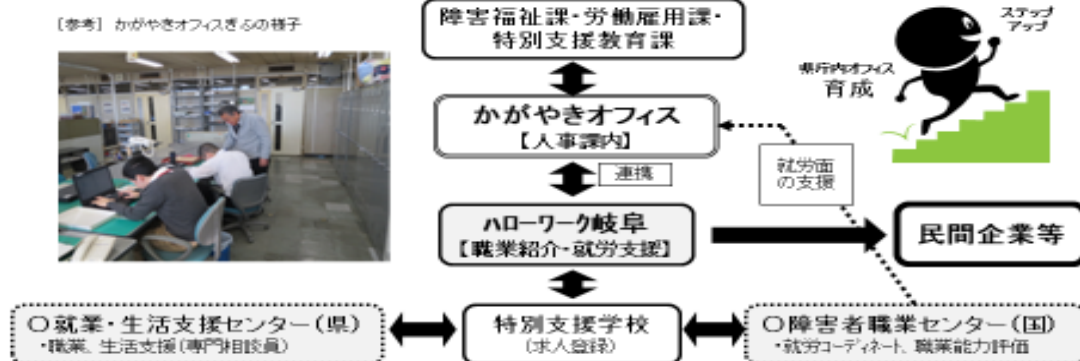 [参考] かがやきオフィスぎふの様子
障害福祉課・労働雇用課・
特別支援教育課
ステップ
アップ
県庁内オフィス
育成
かがやきオフィス
【人事課内】
連携
就労面
の支援
ハローワーク岐阜
【職業紹介・就労支援】
民間企業等
○就業・生活支援センター(県)
・職業、生活支援(専門相談員)
特別支援学校
(求人登録)
○障害者職業センター(国)
・就労コーディネート、職業能力評価